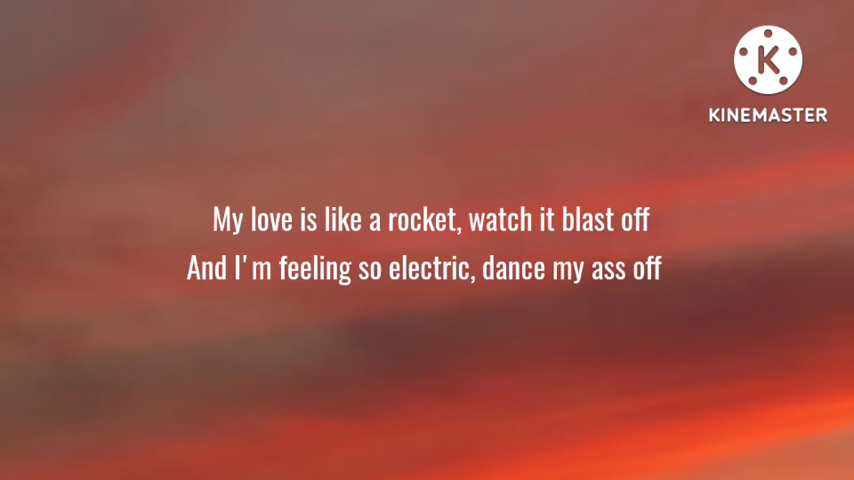 K
KINEMASTER
My love is like a rocket, watch it blast off
And I'm feeling so electric, dance my ass off